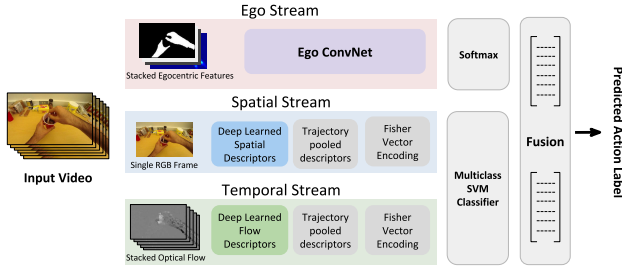 Ego Stream
Stacked Egocentric Features
Ego ConvNet
Softmax
Input Video
Spatial Stream
Single RGB Frame
Deep Learned
Spatial
Descriptors
Trajectory
pooled
descriptors
Fisher
Vector
Encoding
Temporal Stream
Stacked Optical Flow
Deep Learned
Flow
Descriptors
Trajectory
pooled
descriptors
Fisher
Vector
Encoding
Multiclass
SVM
Classifier
Fusion
Predicted Action Label